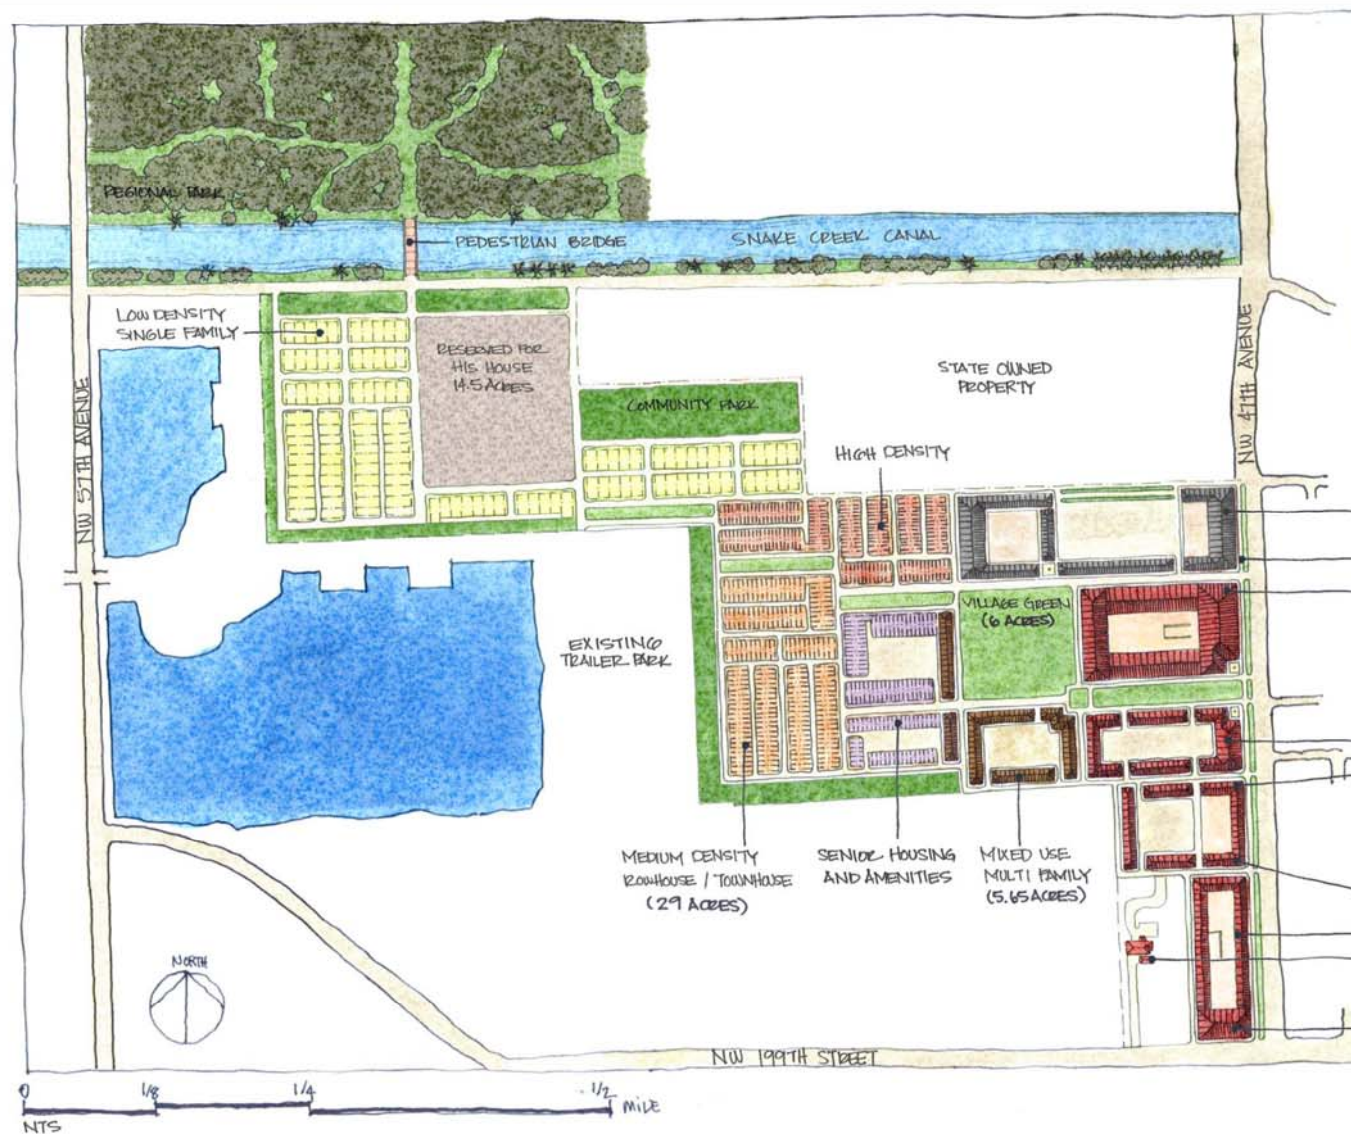 REGIONAL PARK
PEDESTRIAN BRIDGE
SNAKE CREEK CANAL
LOW DENSITY
SINGLE FAMILY
RESERVED FOR
HIS HOUSE
14.5 ACRES
STATE OWNED
PROPERTY
COMMUNITY PARK
NW 57TH AVENUE
NW 47TH AVENUE
HIGH DENSITY
VILLAGE GREEN
(6 ACRES)
EXISTING
TRAILER PARK
MEDIUM DENSITY
ROWHOUSE / TOWNHOUSE
(29 ACRES)
SENIOR HOUSING
AND AMENITIES
MIXED USE
MULTI FAMILY
(5.65 ACRES)
NORTH
NW 199TH STREET
0 1/8 1/4 1/2 MILE
NTS